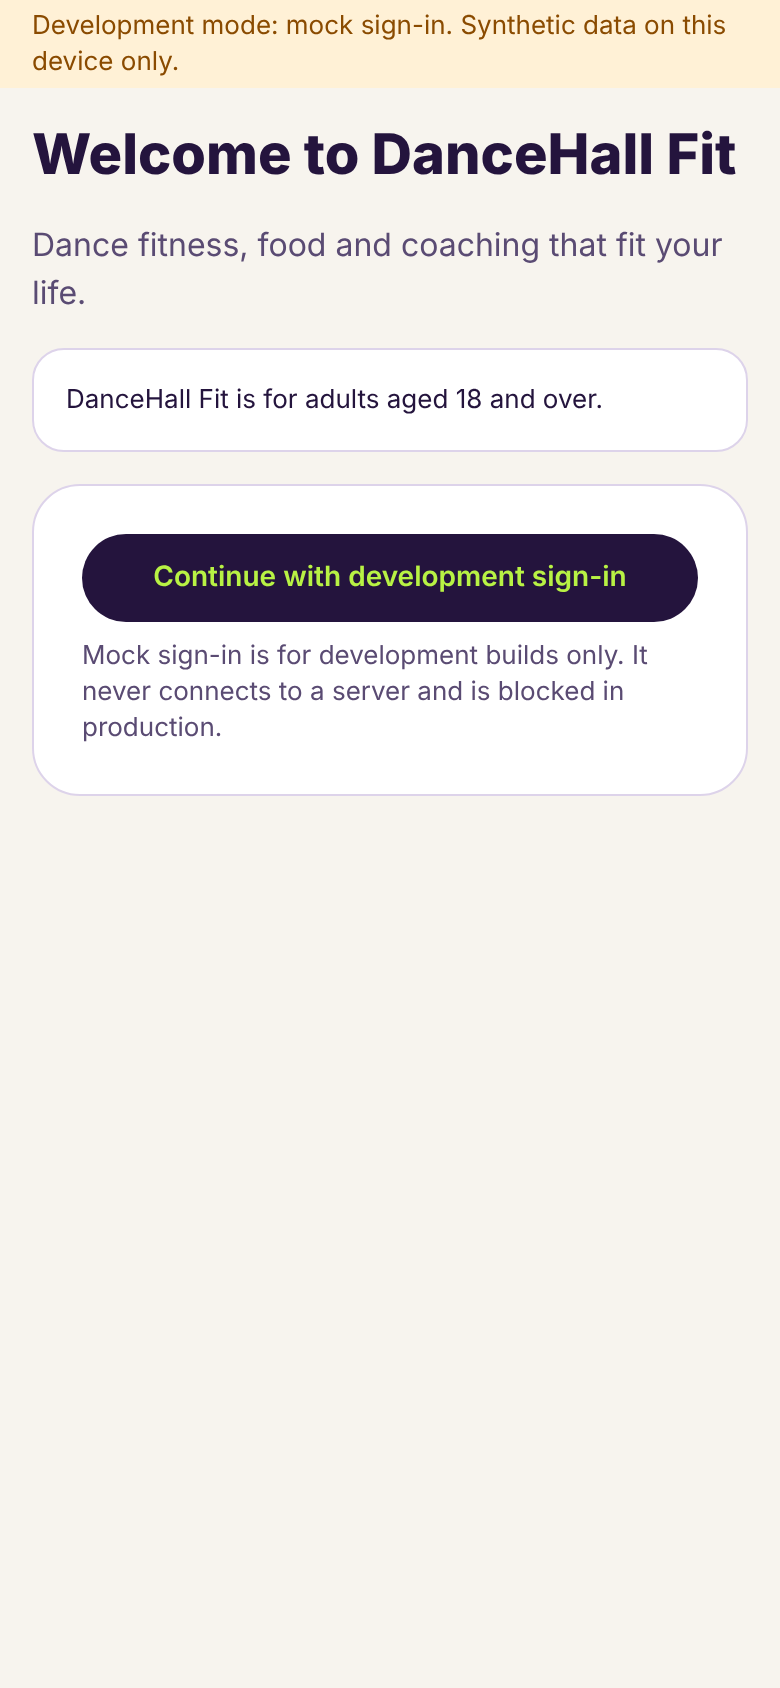 Development mode: mock sign-in. Synthetic data on this
device only.
Welcome to DanceHall Fit
Dance fitness, food and coaching that fit your
life.
DanceHall Fit is for adults aged 18 and over.
Continue with development sign-in
Mock sign-in is for development builds only. It
never connects to a server and is blocked in
production.